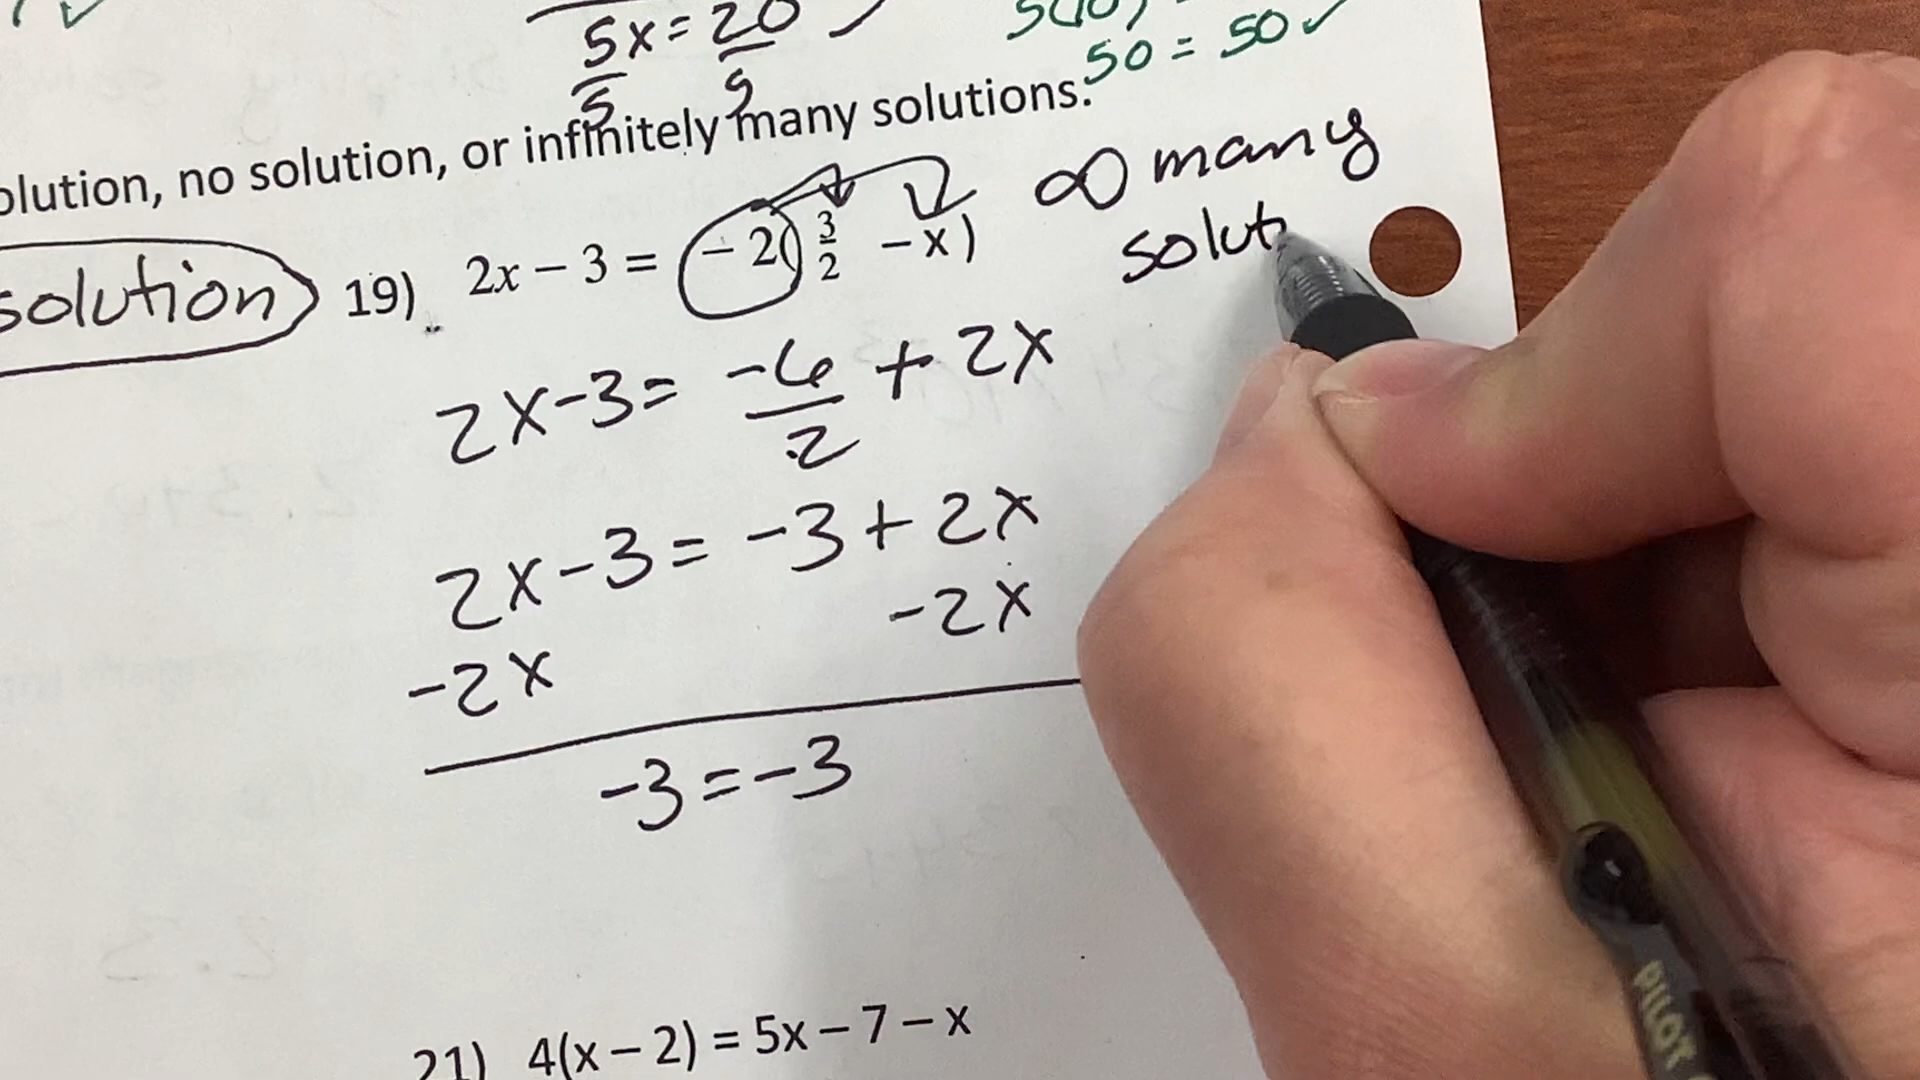 5x = 20
5 5
50 = 50 ✓
olution, no solution, or infinitely many solutions.
∞ many
solut
solution
19) 2x – 3 = – 2( 3/2 – x)
2x-3 = -6/2 + 2x
2x-3 = -3+2x
-2x -2x
-3 = -3
21) 4(x – 2) = 5x – 7 – x
PILOT